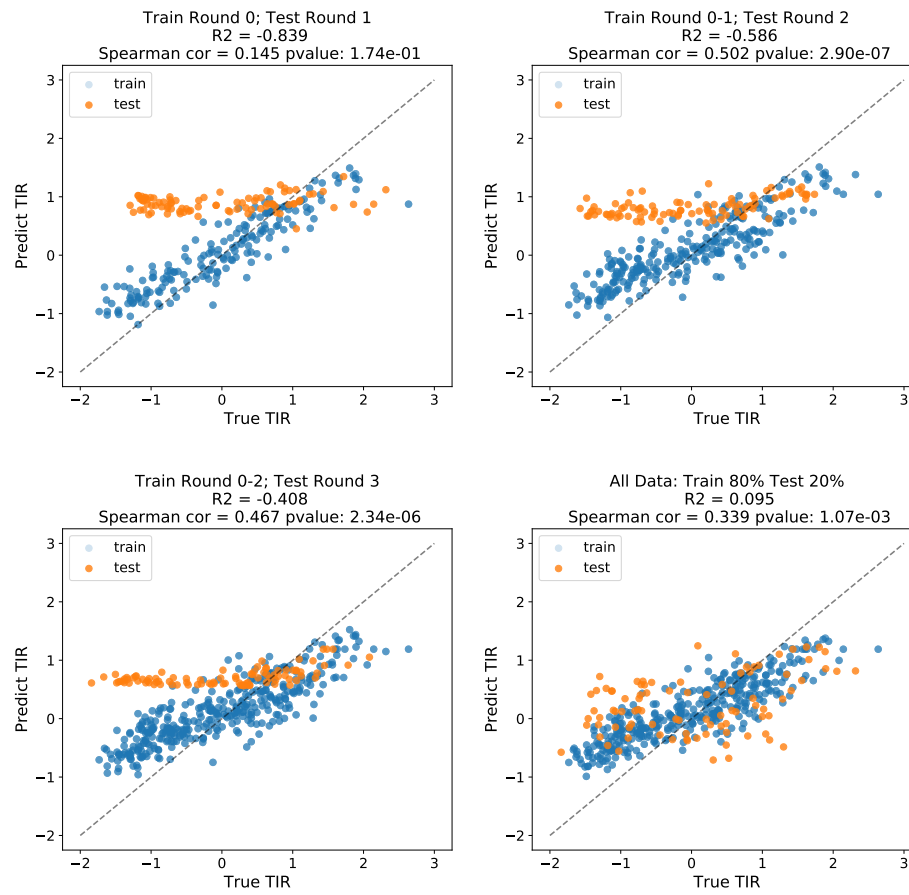 Train Round 0; Test Round 1
R2 = -0.839
Spearman cor = 0.145 pvalue: 1.74e-01
train
test
3
2
1
0
−1
−2
Predict TIR
−2 −1 0 1 2 3
True TIR
Train Round 0-1; Test Round 2
R2 = -0.586
Spearman cor = 0.502 pvalue: 2.90e-07
train
test
3
2
1
0
−1
−2
Predict TIR
−2 −1 0 1 2 3
True TIR
Train Round 0-2; Test Round 3
R2 = -0.408
Spearman cor = 0.467 pvalue: 2.34e-06
train
test
3
2
1
0
−1
−2
Predict TIR
−2 −1 0 1 2 3
True TIR
All Data: Train 80% Test 20%
R2 = 0.095
Spearman cor = 0.339 pvalue: 1.07e-03
train
test
3
2
1
0
−1
−2
Predict TIR
−2 −1 0 1 2 3
True TIR